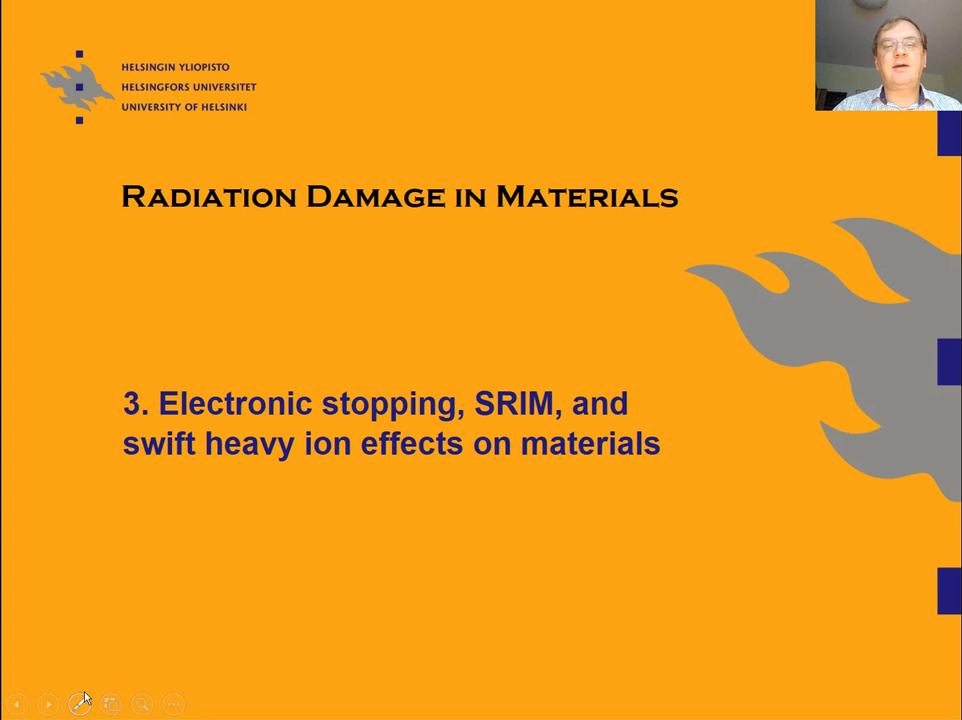 HELSINGIN YLIOPISTO
HELSINGFORS UNIVERSITET
UNIVERSITY OF HELSINKI
RADIATION DAMAGE IN MATERIALS
3. Electronic stopping, SRIM, and
swift heavy ion effects on materials